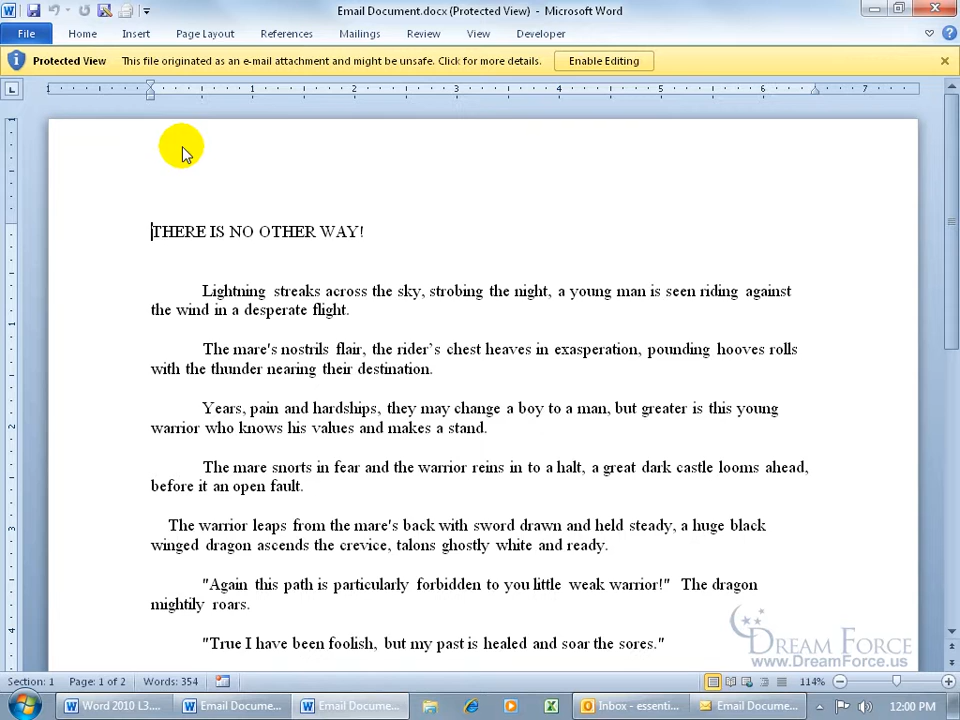 Email Document.docx (Protected View) - Microsoft Word
File Home Insert Page Layout References Mailings Review View Developer
Protected View This file originated as an e-mail attachment and might be unsafe. Click for more details. Enable Editing
1 1 2 3 4 5 6 7
THERE IS NO OTHER WAY!
Lightning streaks across the sky, strobing the night, a young man is seen riding against
the wind in a desperate flight.
The mare's nostrils flair, the rider's chest heaves in exasperation, pounding hooves rolls
with the thunder nearing their destination.
Years, pain and hardships, they may change a boy to a man, but greater is this young
warrior who knows his values and makes a stand.
The mare snorts in fear and the warrior reins in to a halt, a great dark castle looms ahead,
before it an open fault.
The warrior leaps from the mare's back with sword drawn and held steady, a huge black
winged dragon ascends the crevice, talons ghostly white and ready.
"Again this path is particularly forbidden to you little weak warrior!" The dragon
mightily roars.
"True I have been foolish, but my past is healed and soar the sores."
DREAM FORCE
www.DreamForce.us
Section: 1 Page: 1 of 2 Words: 354 114%
Word 2010 L3.... Email Docume... Email Docume... Inbox - essenti... Email Docume... 12:00 PM